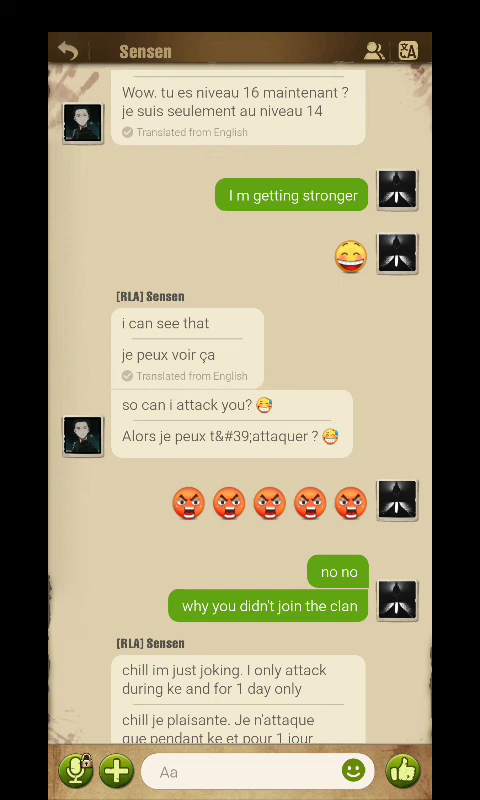 Sensen
Wow. tu es niveau 16 maintenant ?
je suis seulement au niveau 14
Translated from English
I m getting stronger
[RLA] Sensen
i can see that
je peux voir ça
Translated from English
so can i attack you? 😅
Alors je peux t&#39;attaquer ? 😅
no no
why you didn't join the clan
[RLA] Sensen
chill im just joking. I only attack
during ke and for 1 day only
chill je plaisante. Je n'attaque
que pendant ke et pour 1 jour
Aa